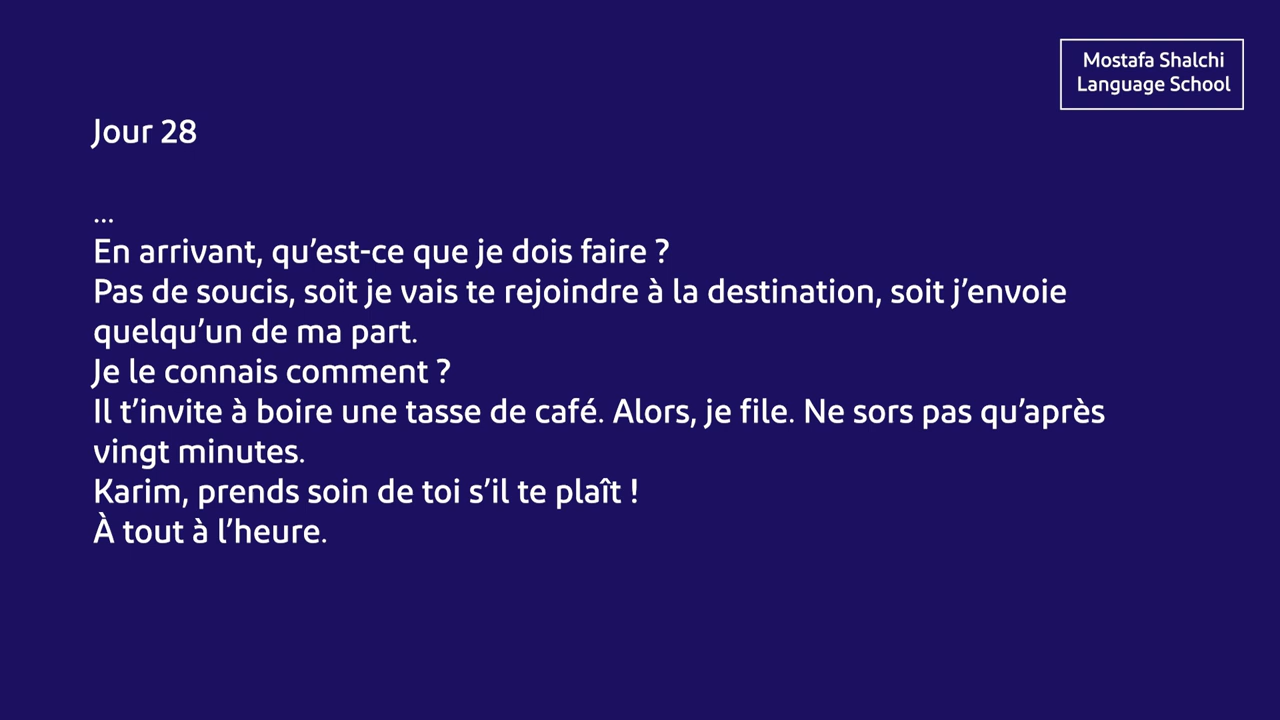 Mostafa Shalchi
Language School
Jour 28
...
En arrivant, qu’est-ce que je dois faire ?
Pas de soucis, soit je vais te rejoindre à la destination, soit j’envoie
quelqu’un de ma part.
Je le connais comment ?
Il t’invite à boire une tasse de café. Alors, je file. Ne sors pas qu’après
vingt minutes.
Karim, prends soin de toi s’il te plaît !
À tout à l’heure.